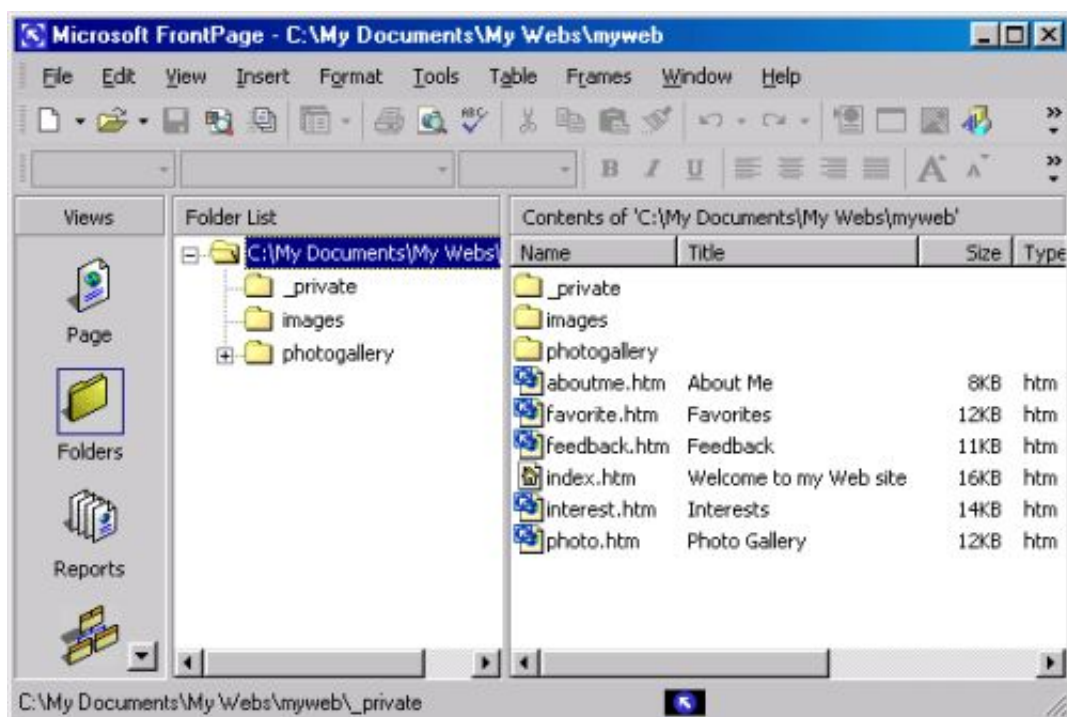 Microsoft FrontPage - C:\My Documents\My Webs\myweb
File Edit View Insert Format Tools Table Frames Window Help
ABC
B I U A A
Views
Page
Folders
Reports
Folder List
C:\My Documents\My Webs\
_private
images
photogallery
Contents of 'C:\My Documents\My Webs\myweb'
Name Title Size Type
_private
images
photogallery
aboutme.htm About Me 8KB htm
favorite.htm Favorites 12KB htm
feedback.htm Feedback 11KB htm
index.htm Welcome to my Web site 16KB htm
interest.htm Interests 14KB htm
photo.htm Photo Gallery 12KB htm
C:\My Documents\My Webs\myweb\_private